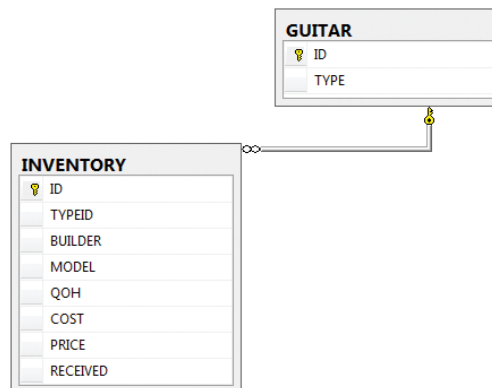 GUITAR
ID
TYPE
INVENTORY
ID
TYPEID
BUILDER
MODEL
QOH
COST
PRICE
RECEIVED